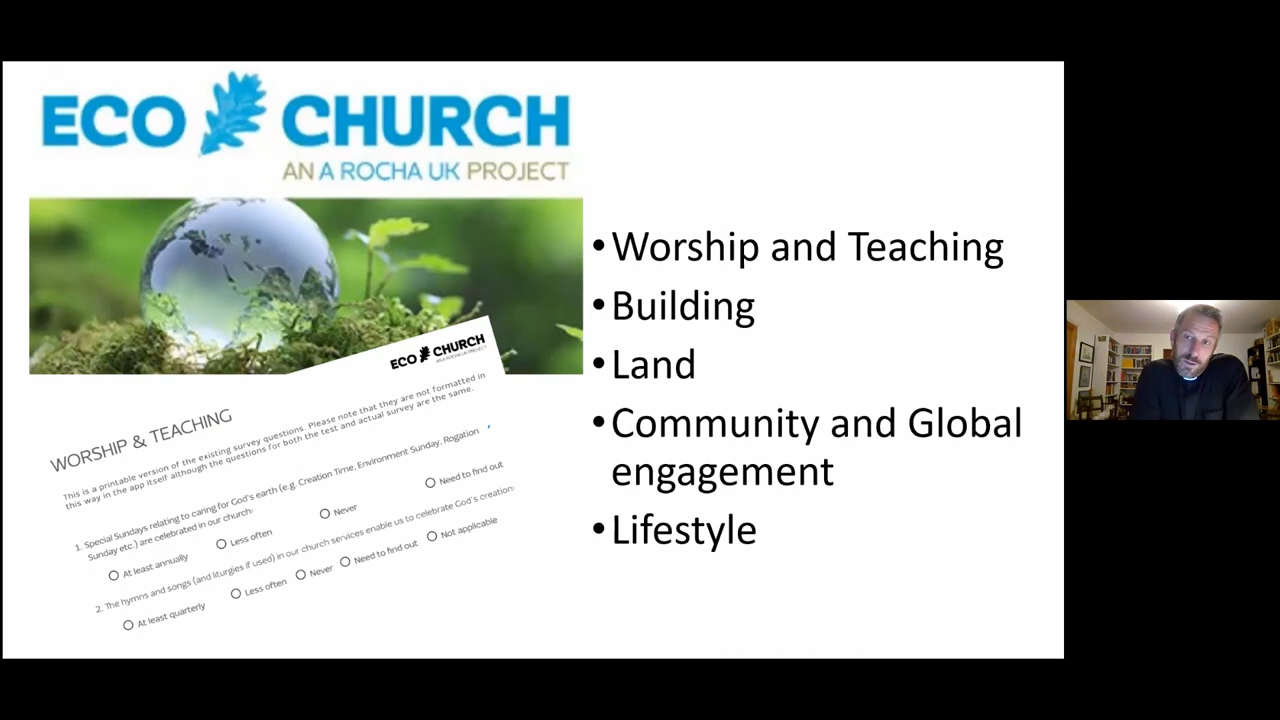 ECO CHURCH
AN A ROCHA UK PROJECT
• Worship and Teaching
• Building
• Land
• Community and Global
engagement
• Lifestyle
ECO CHURCH
AN A ROCHA UK PROJECT
WORSHIP & TEACHING
This is a printable version of the existing survey questions. Please note that they are not formatted in
this way in the app itself although the questions for both the test and actual survey are the same.
1. Special Sundays relating to caring for God's earth (e.g. Creation Time, Environment Sunday, Rogation
Sunday etc.) are celebrated in our church:
At least annually Less often Never Need to find out
2. The hymns and songs (and liturgies if used) in our church services enable us to celebrate God's creation:
At least quarterly Less often Never Need to find out Not applicable